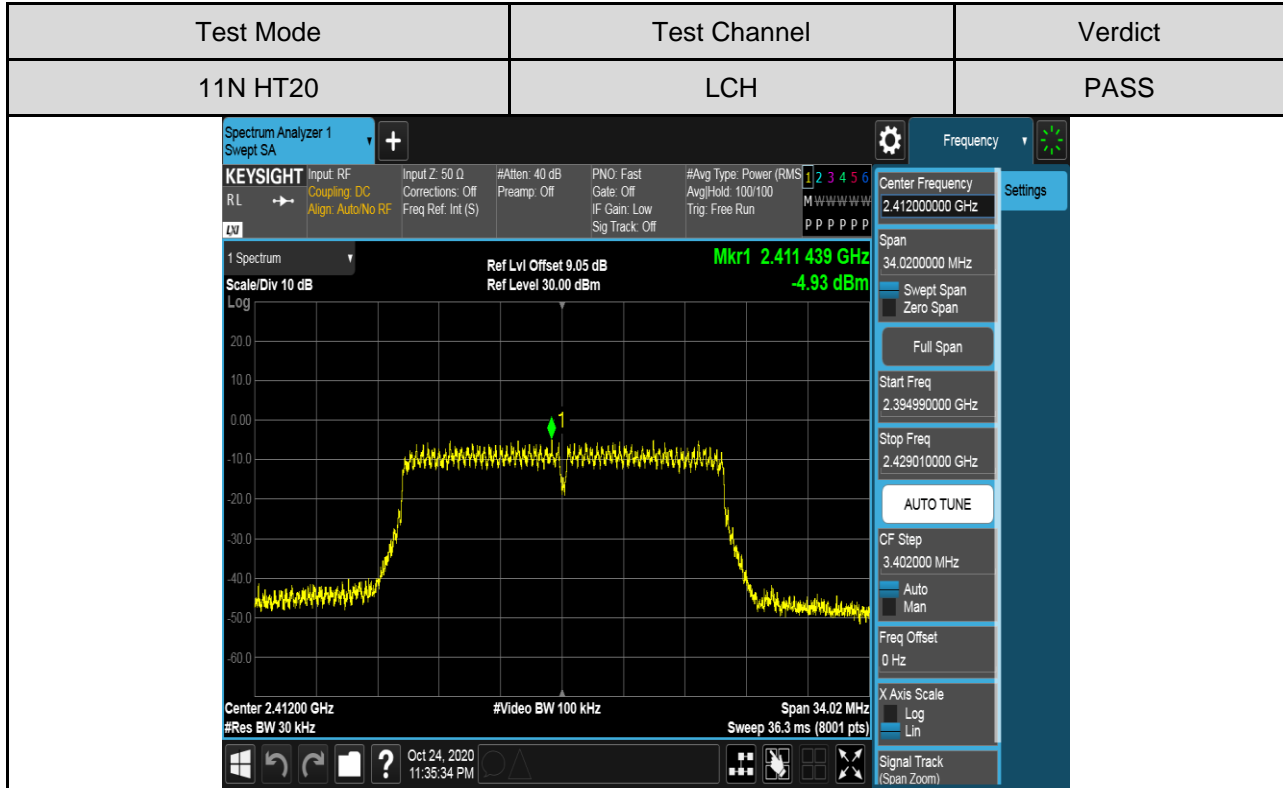 Test Mode Test Channel Verdict
11N HT20 LCH PASS
Spectrum Analyzer 1
Swept SA
+
Frequency
KEYSIGHT Input: RF Input Z: 50 Ω #Atten: 40 dB PNO: Fast #Avg Type: Power (RMS 1 2 3 4 5 6
RL Coupling: DC Corrections: Off Preamp: Off Gate: Off Avg|Hold: 100/100 M W W W W W
Align: Auto/No RF Freq Ref: Int (S) IF Gain: Low Trig: Free Run
LXI Sig Track: Off P P P P P P
Center Frequency
2.412000000 GHz
Settings
1 Spectrum
Ref Lvl Offset 9.05 dB
Mkr1 2.411 439 GHz
Scale/Div 10 dB
Ref Level 30.00 dBm
-4.93 dBm
Log
20.0
10.0
0.00
1
-10.0
-20.0
-30.0
-40.0
-50.0
-60.0
Center 2.41200 GHz #Video BW 100 kHz Span 34.02 MHz
#Res BW 30 kHz Sweep 36.3 ms (8001 pts)
Span
34.0200000 MHz
Swept Span
Zero Span
Full Span
Start Freq
2.394990000 GHz
Stop Freq
2.429010000 GHz
AUTO TUNE
CF Step
3.402000 MHz
Auto
Man
Freq Offset
0 Hz
X Axis Scale
Log
Lin
Signal Track
(Span Zoom)
?
Oct 24, 2020
11:35:34 PM